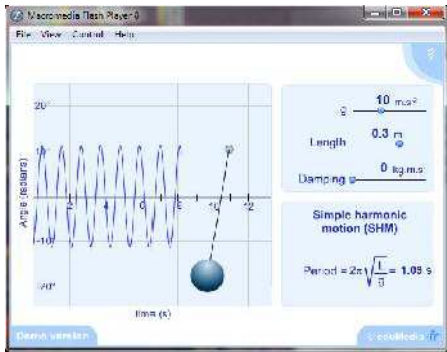 Macromedia Flash Player 8
File View Control Help
20°
10°
-10°
-20°
2
6
10
12
Angle (radians)
time (s)
g 10 m.s²
Length 0.3 m
Damping 0 kg.m.s
Simple harmonic
motion (SHM)
Period = 2π√L/g = 1.09 s
Demo version
© eduMedia